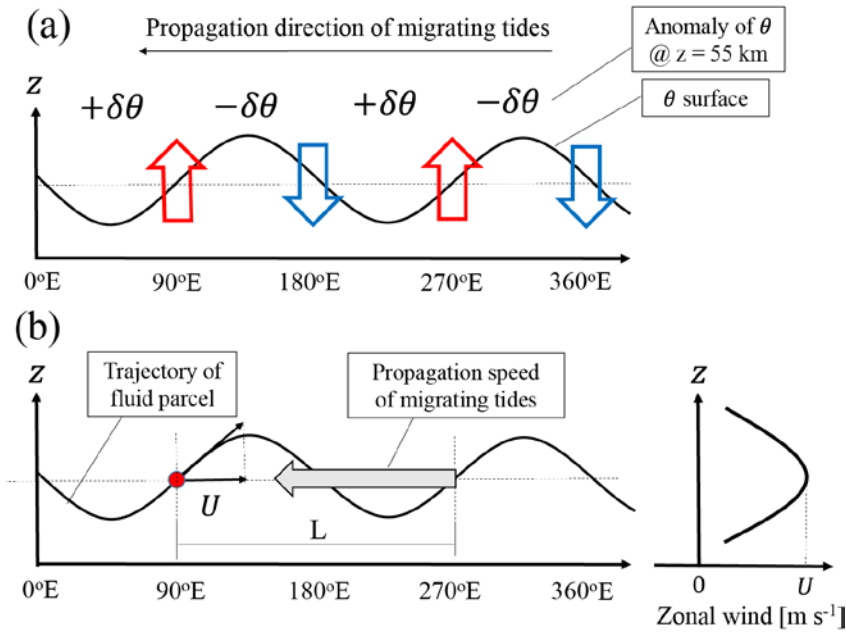 (a)
Propagation direction of migrating tides
Anomaly of θ
@ z = 55 km
z
+δθ
−δθ
+δθ
−δθ
θ surface
0°E
90°E
180°E
270°E
360°E
(b)
z
Trajectory of
fluid parcel
Propagation speed
of migrating tides
z
U
L
0°E
90°E
180°E
270°E
360°E
0
U
Zonal wind [m s⁻¹]